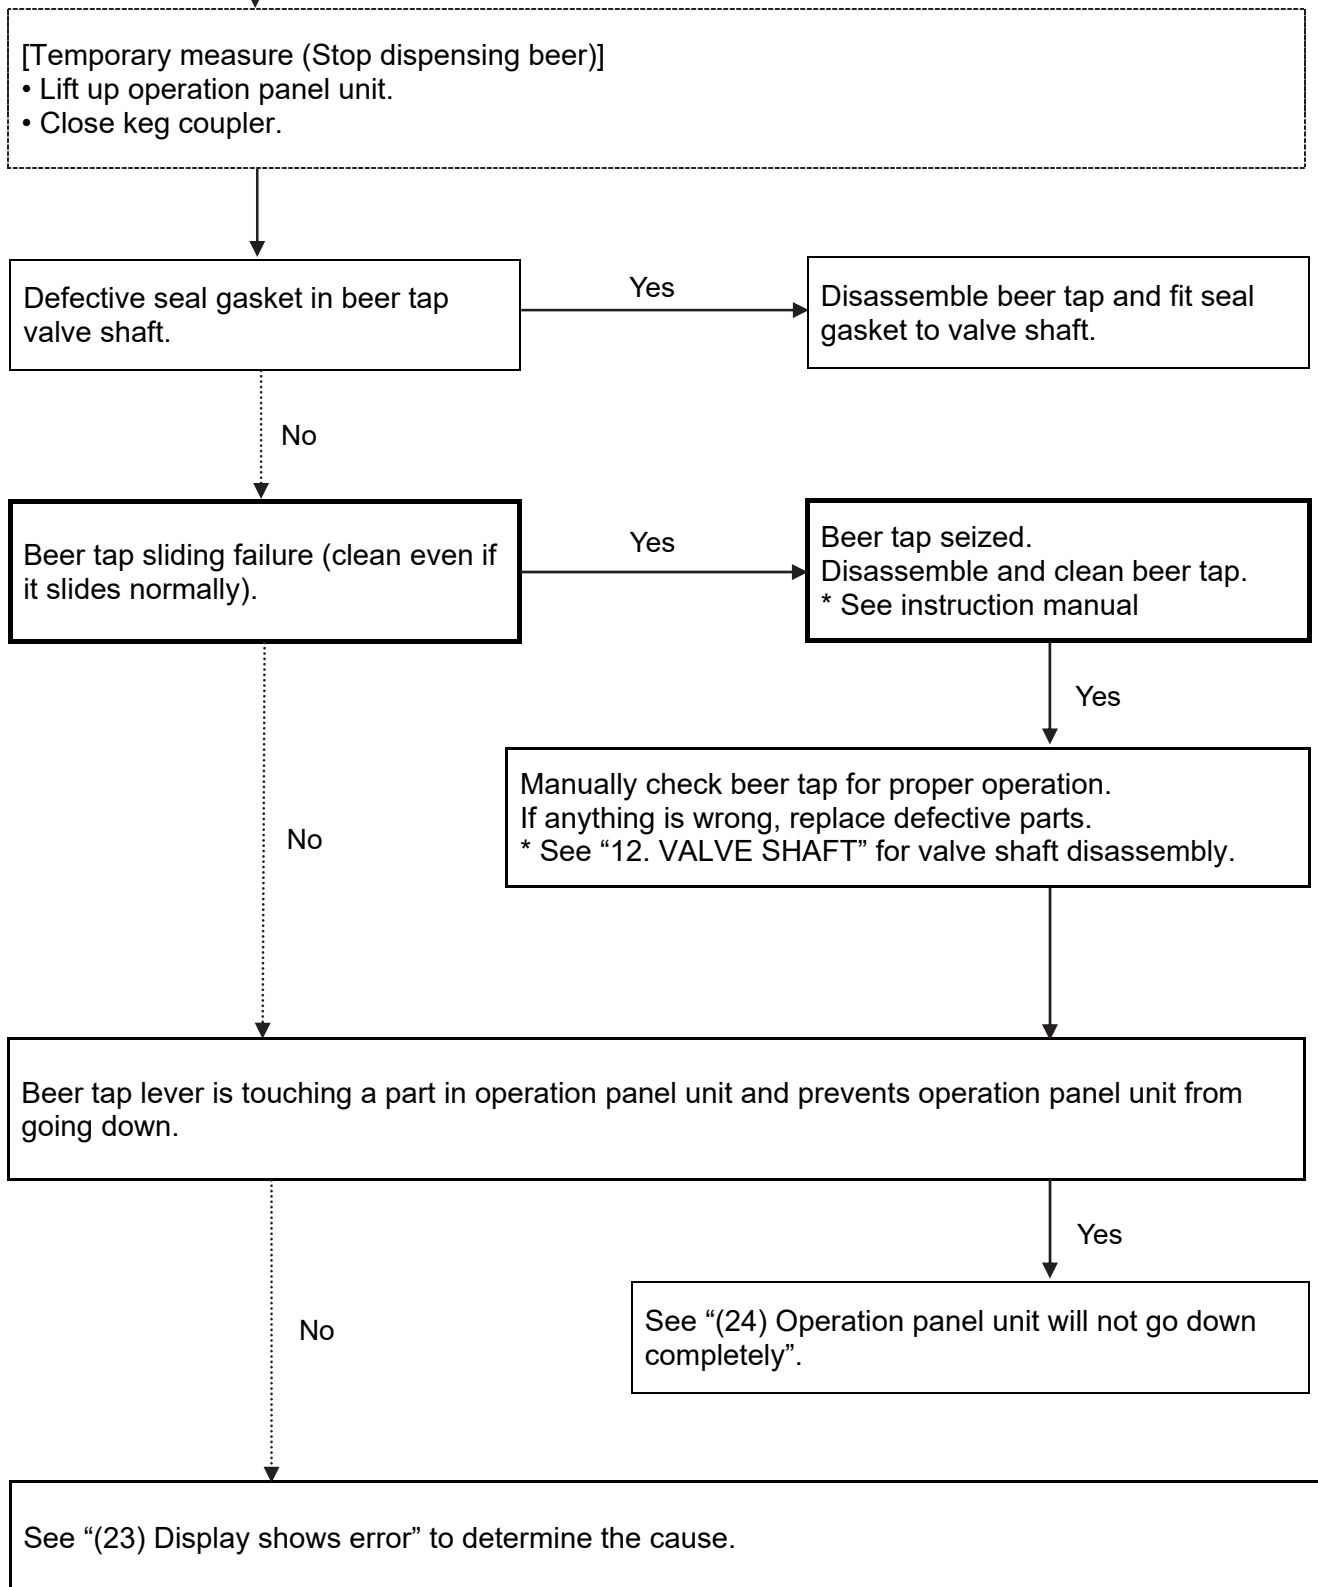 [Temporary measure (Stop dispensing beer)]
• Lift up operation panel unit.
• Close keg coupler.
Defective seal gasket in beer tap
valve shaft.
Yes
Disassemble beer tap and fit seal
gasket to valve shaft.
No
Beer tap sliding failure (clean even if
it slides normally).
Yes
Beer tap seized.
Disassemble and clean beer tap.
* See instruction manual
Yes
Manually check beer tap for proper operation.
If anything is wrong, replace defective parts.
* See “12. VALVE SHAFT” for valve shaft disassembly.
No
Beer tap lever is touching a part in operation panel unit and prevents operation panel unit from
going down.
Yes
See “(24) Operation panel unit will not go down
completely”.
No
See “(23) Display shows error” to determine the cause.